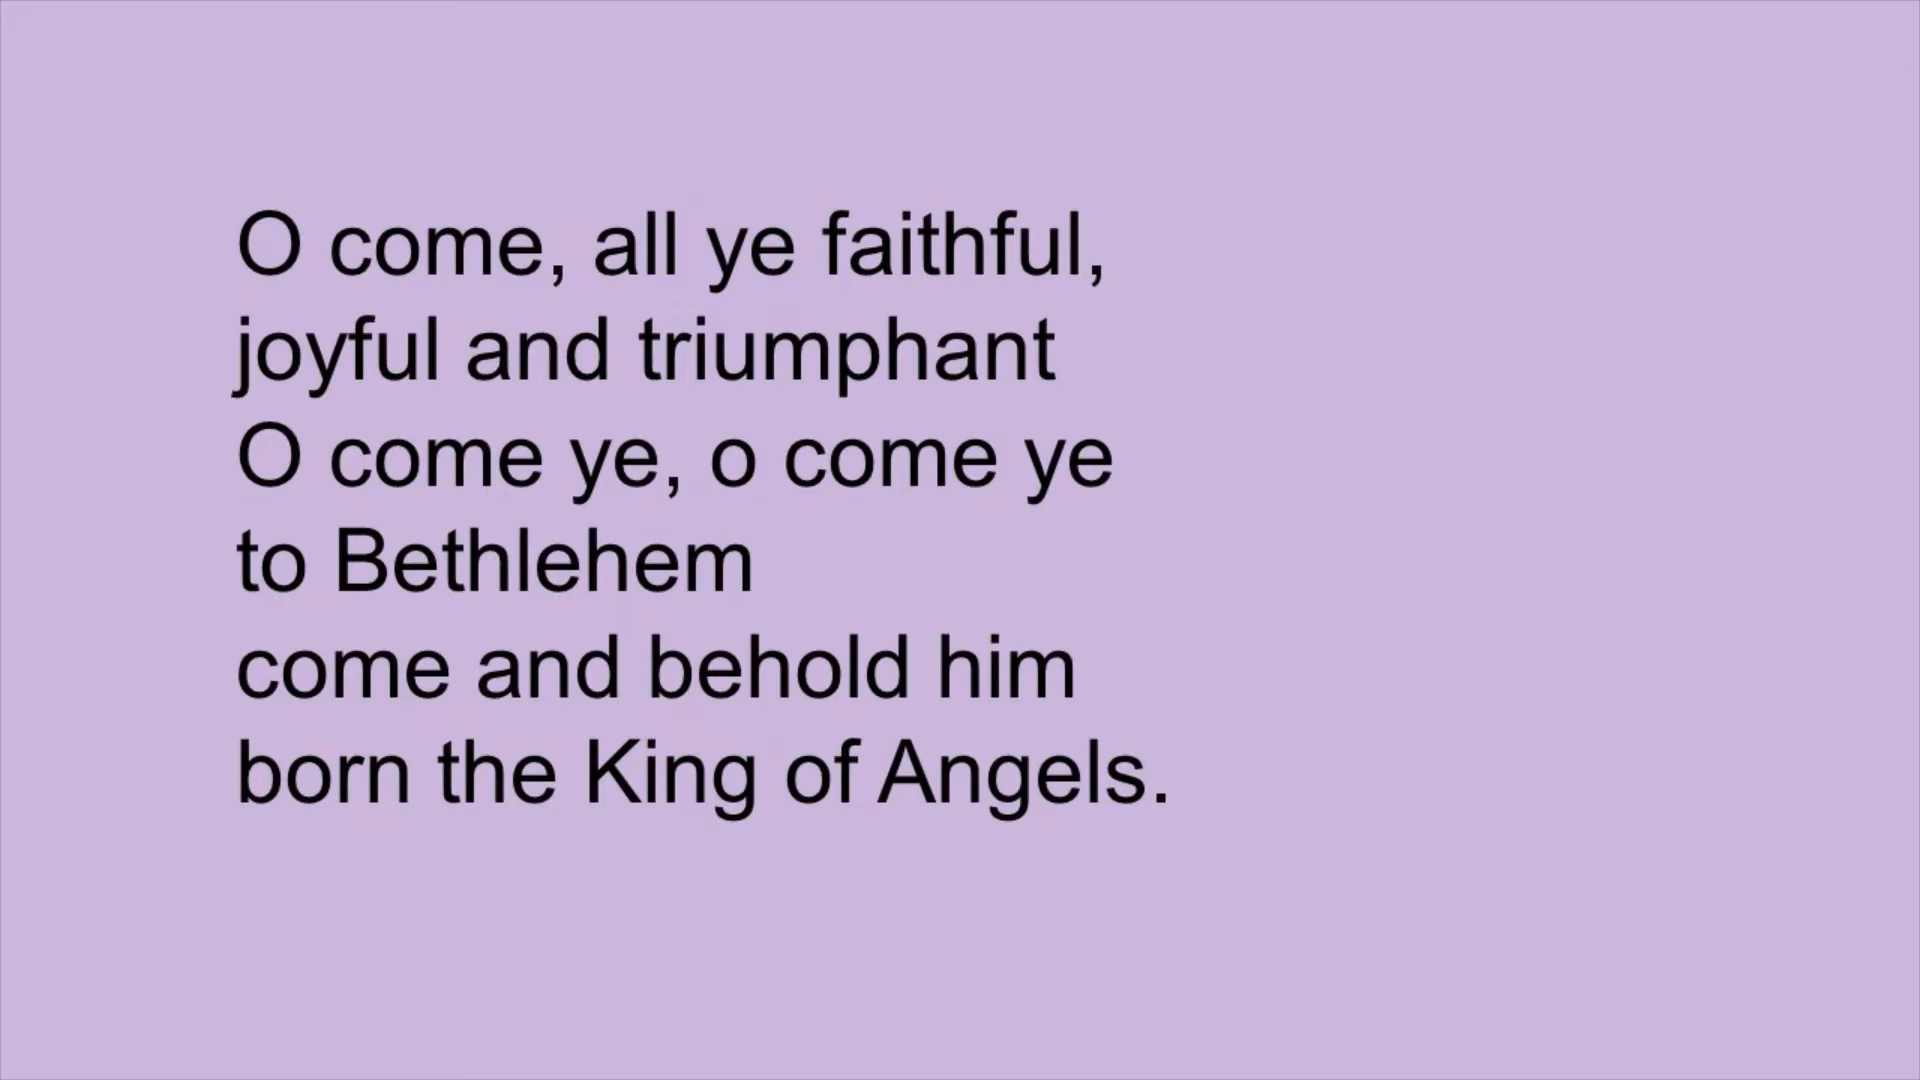 O come, all ye faithful,
joyful and triumphant
O come ye, o come ye
to Bethlehem
come and behold him
born the King of Angels.